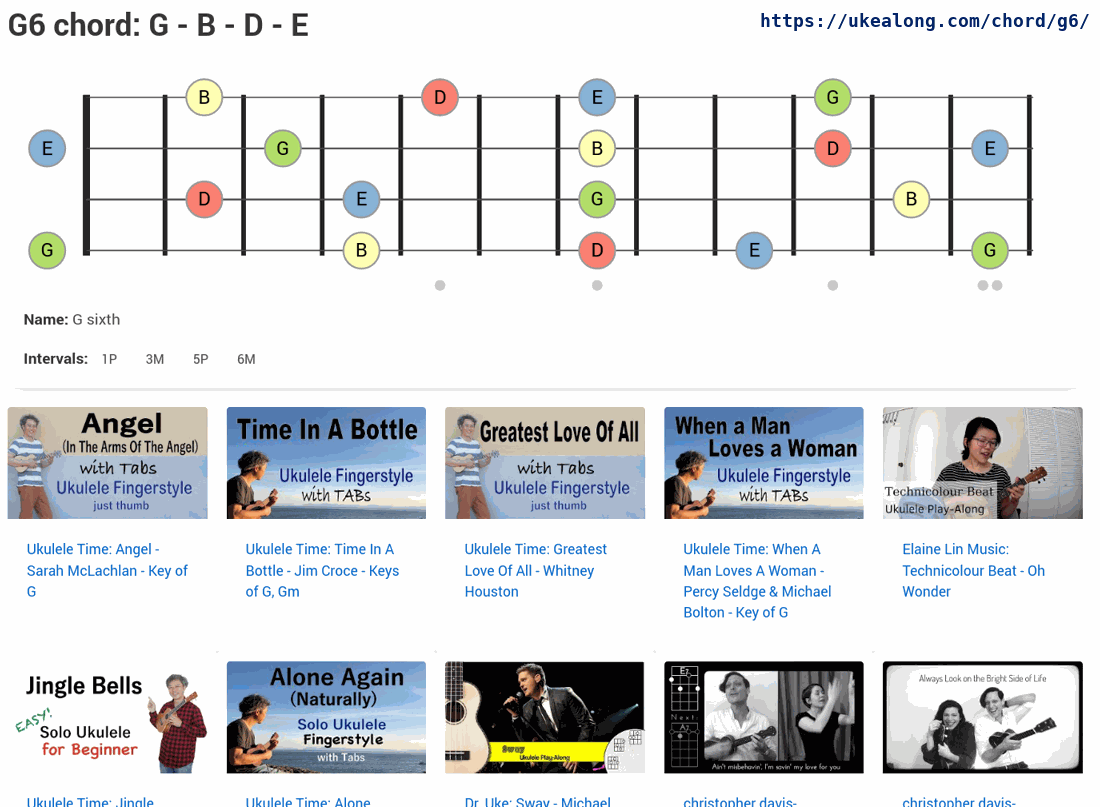 G6 chord: G - B - D - E
https://ukealong.com/chord/g6/
B D E G
E G B D E
D E G B
G B D E G
Name: G sixth
Intervals: 1P 3M 5P 6M
Angel
(In The Arms Of The Angel)
with Tabs
Ukulele Fingerstyle
just thumb
Time In A Bottle
Ukulele Fingerstyle
with TABs
Greatest Love Of All
with Tabs
Ukulele Fingerstyle
just thumb
When a Man
Loves a Woman
Ukulele Fingerstyle
with TABs
Technicolour Beat
Ukulele Play-Along
Ukulele Time: Angel -
Sarah McLachlan - Key of
G
Ukulele Time: Time In A
Bottle - Jim Croce - Keys
of G, Gm
Ukulele Time: Greatest
Love Of All - Whitney
Houston
Ukulele Time: When A
Man Loves A Woman -
Percy Seldge & Michael
Bolton - Key of G
Elaine Lin Music:
Technicolour Beat - Oh
Wonder
Jingle Bells
EASY!
Solo Ukulele
for Beginner
Alone Again
(Naturally)
Solo Ukulele
Fingerstyle
with Tabs
Sway
Ukulele Play-Along
E7
Next:
A7
Ain't misbehavin', I'm savin' my love for you
Always Look on the Bright Side of Life
Ukulele Time: Jingle
Ukulele Time: Alone
Dr. Uke: Sway - Michael
christopher davis-
christopher davis-